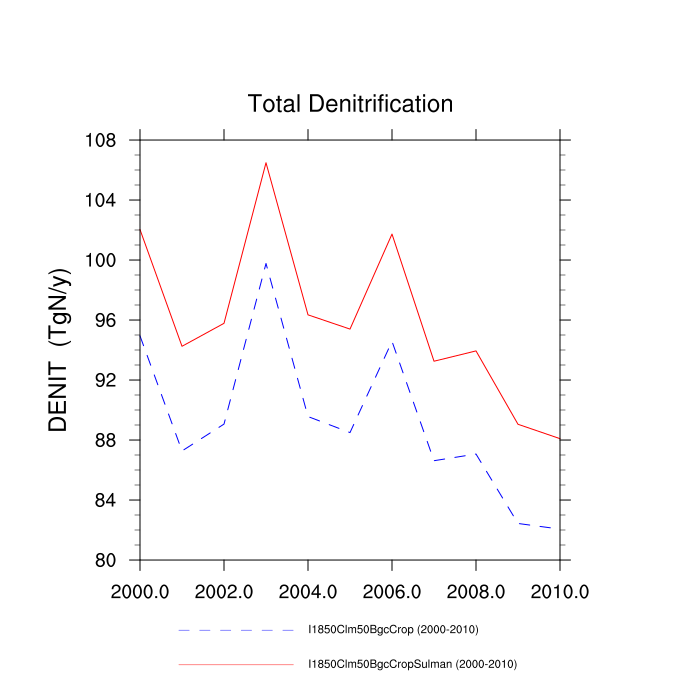 Total Denitrification
108
104
100
96
92
88
84
80
DENIT (TgN/y)
2000.0 2002.0 2004.0 2006.0 2008.0 2010.0
I1850Clm50BgcCrop (2000-2010)
I1850Clm50BgcCropSulman (2000-2010)